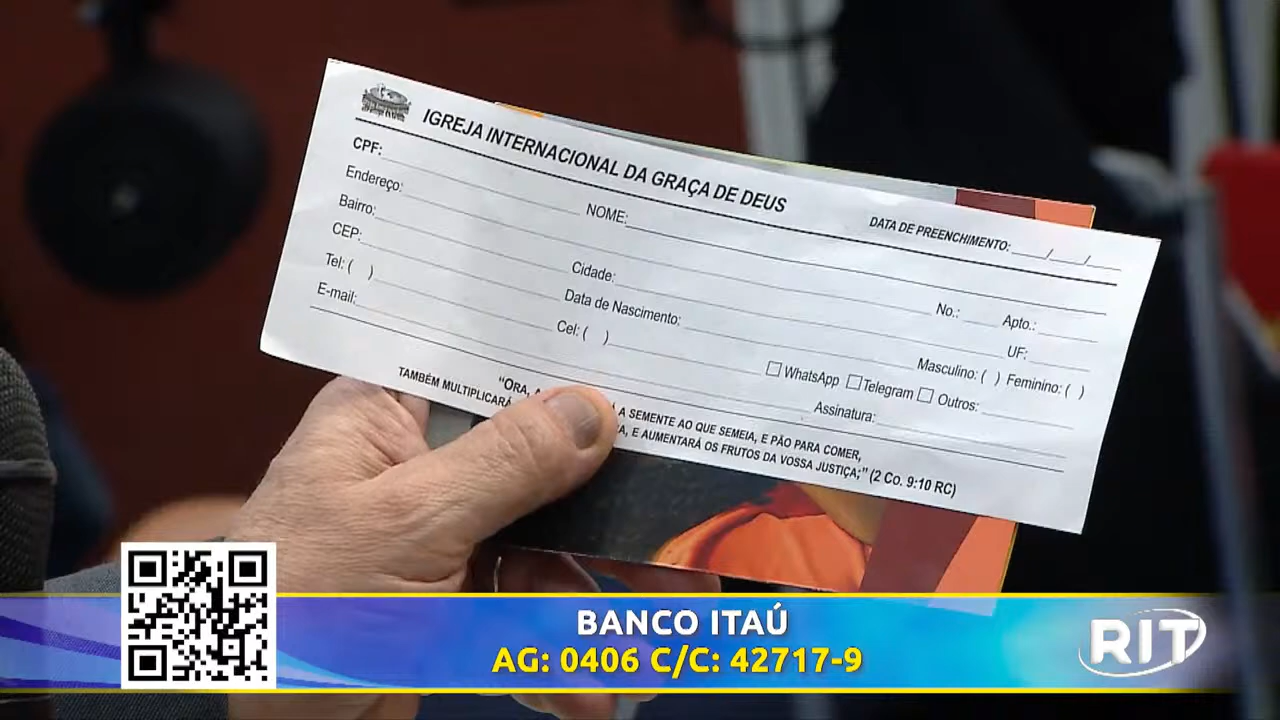 IGREJA INTERNACIONAL DA GRAÇA DE DEUS
DATA DE PREENCHIMENTO: ___/___/___
CPF: NOME:
Endereço: No.: Apto.:
Bairro: Cidade: UF:
CEP: Data de Nascimento: Masculino: ( ) Feminino: ( )
Tel: ( ) Cel: ( ) WhatsApp Telegram Outros:
E-mail: Assinatura:
"ORA, A SEMENTE AO QUE SEMEIA, E PÃO PARA COMER,
TAMBÉM MULTIPLICARÁ E AUMENTARÁ OS FRUTOS DA VOSSA JUSTIÇA;" (2 Co. 9:10 RC)
BANCO ITAÚ
AG: 0406 C/C: 42717-9
RIT